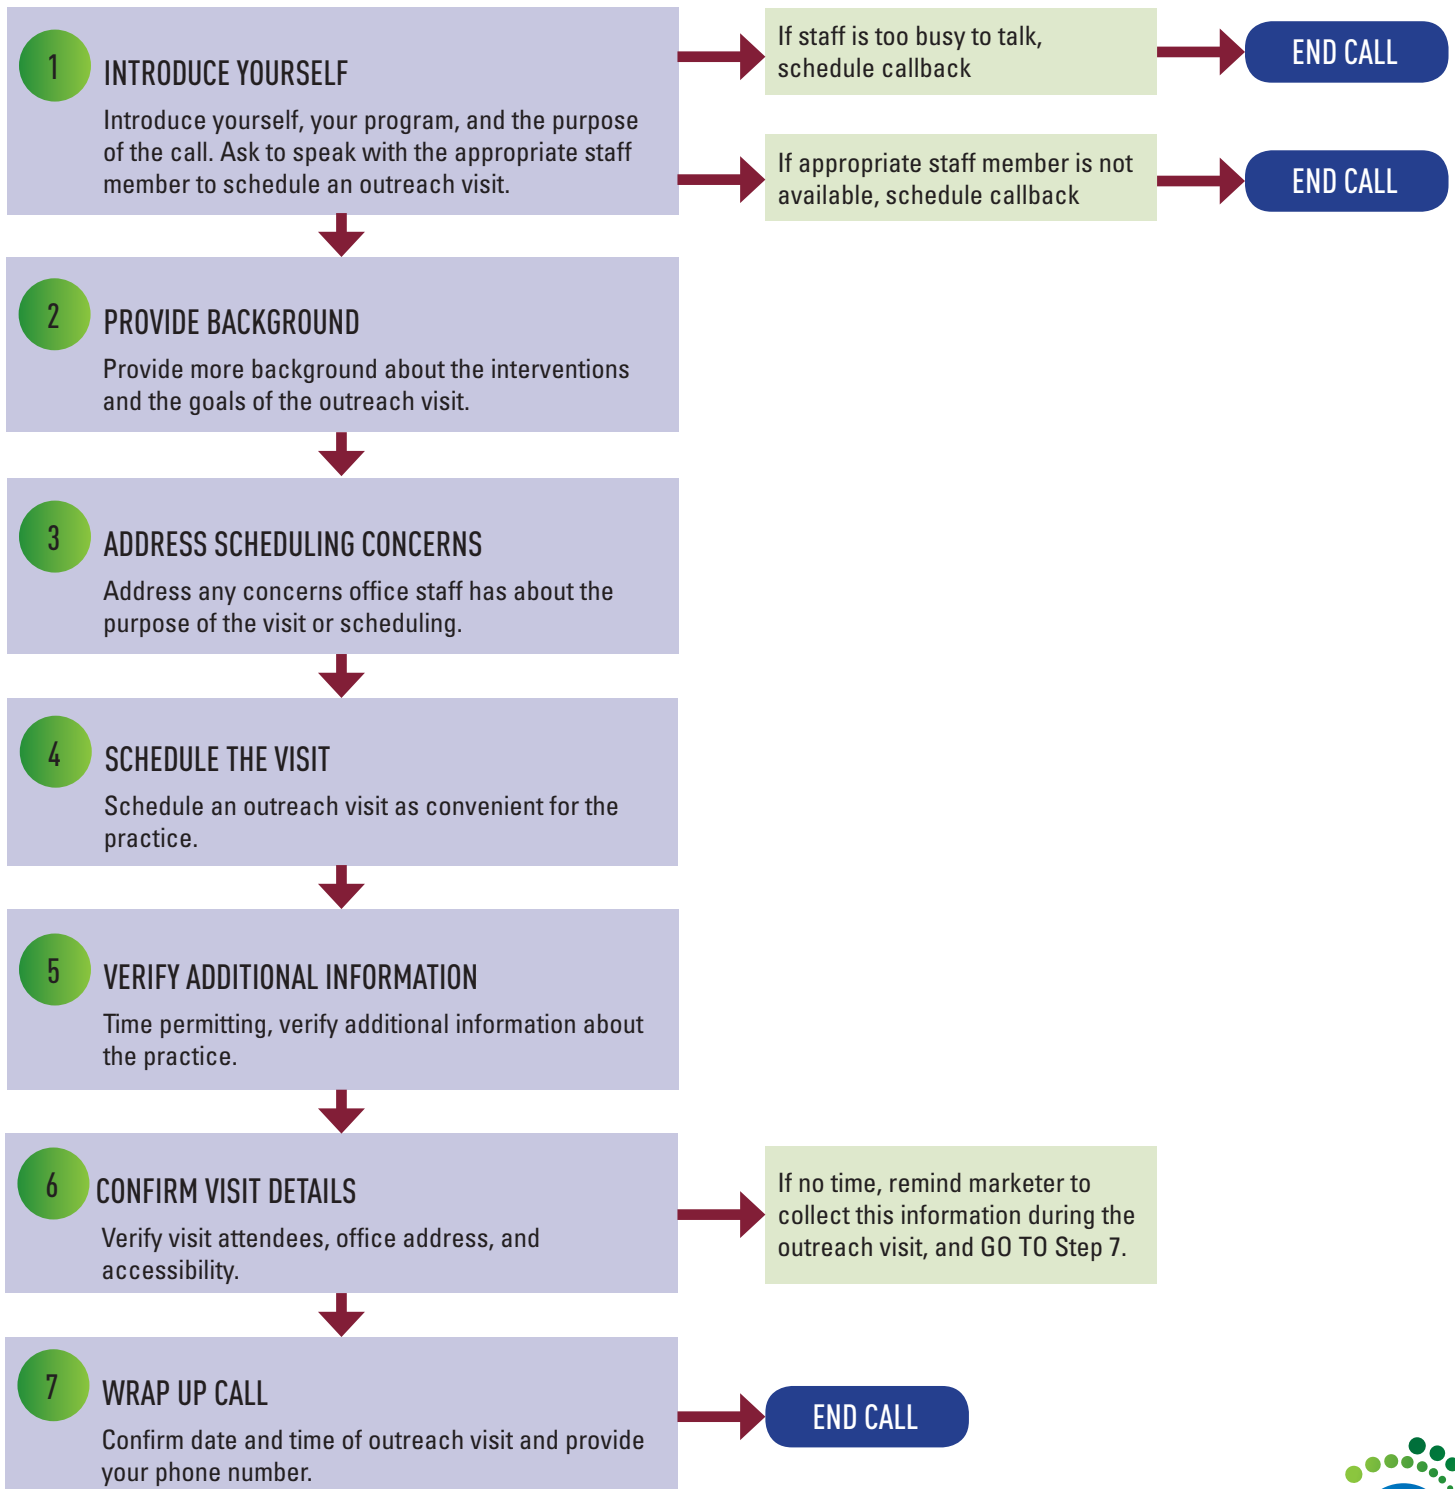 1
INTRODUCE YOURSELF
Introduce yourself, your program, and the purpose
of the call. Ask to speak with the appropriate staff
member to schedule an outreach visit.
If staff is too busy to talk,
schedule callback
END CALL
If appropriate staff member is not
available, schedule callback
END CALL
2
PROVIDE BACKGROUND
Provide more background about the interventions
and the goals of the outreach visit.
3
ADDRESS SCHEDULING CONCERNS
Address any concerns office staff has about the
purpose of the visit or scheduling.
4
SCHEDULE THE VISIT
Schedule an outreach visit as convenient for the
practice.
5
VERIFY ADDITIONAL INFORMATION
Time permitting, verify additional information about
the practice.
6
CONFIRM VISIT DETAILS
Verify visit attendees, office address, and
accessibility.
If no time, remind marketer to
collect this information during the
outreach visit, and GO TO Step 7.
7
WRAP UP CALL
Confirm date and time of outreach visit and provide
your phone number.
END CALL